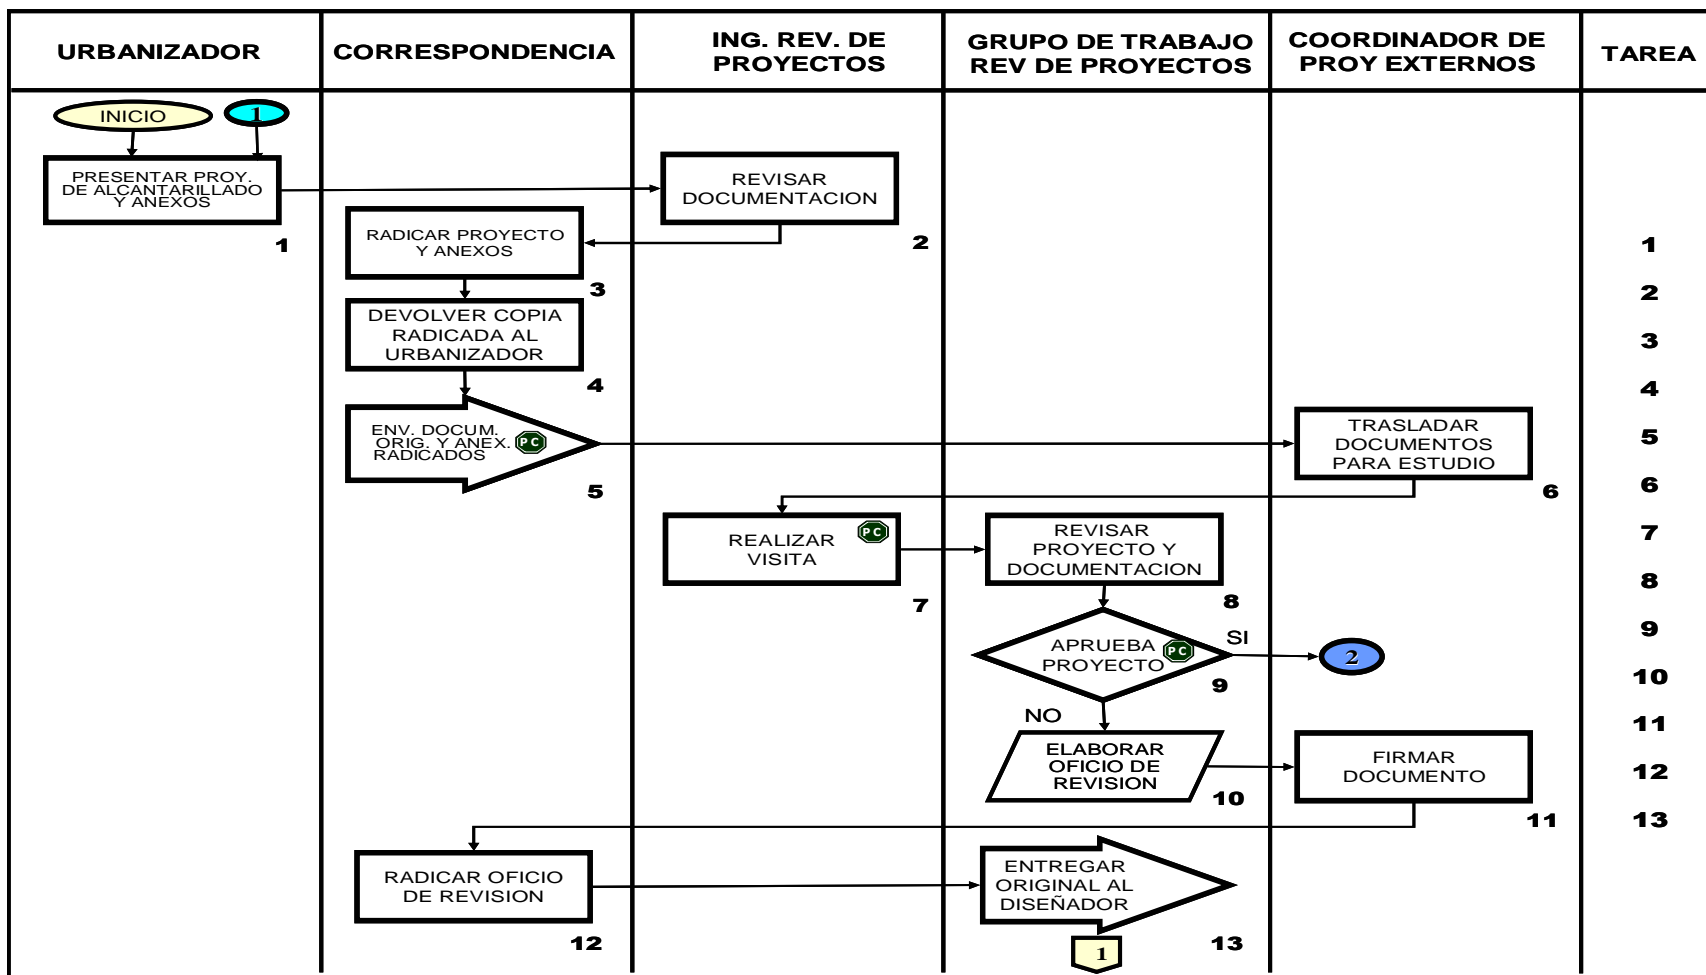 URBANIZADOR
CORRESPONDENCIA
ING. REV. DE
PROYECTOS
GRUPO DE TRABAJO
REV DE PROYECTOS
COORDINADOR DE
PROY EXTERNOS
TAREA
INICIO
1
PRESENTAR PROY.
DE ALCANTARILLADO
Y ANEXOS
1
REVISAR
DOCUMENTACION
2
RADICAR PROYECTO
Y ANEXOS
3
DEVOLVER COPIA
RADICADA AL
URBANIZADOR
4
ENV. DOCUM.
ORIG. Y ANEX.
RADICADOS
PC
5
TRASLADAR
DOCUMENTOS
PARA ESTUDIO
6
REALIZAR
VISITA
PC
7
REVISAR
PROYECTO Y
DOCUMENTACION
8
APRUEBA
PROYECTO
PC
9
SI
2
NO
ELABORAR
OFICIO DE
REVISION
10
FIRMAR
DOCUMENTO
11
RADICAR OFICIO
DE REVISION
12
ENTREGAR
ORIGINAL AL
DISEÑADOR
13
1
1
2
3
4
5
6
7
8
9
10
11
12
13